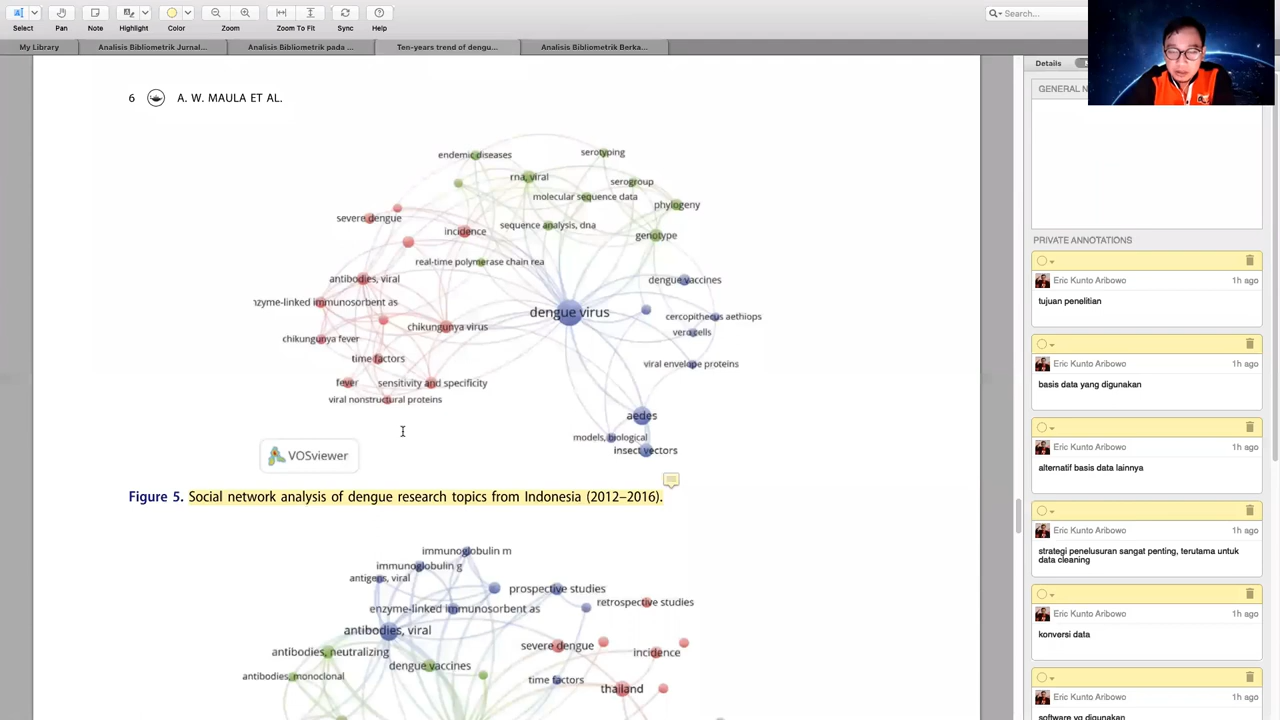 Select
Pan
Note
Highlight
Color
Zoom
Zoom To Fit
Sync
Help
Search...
My Library
Analisis Bibliometrik Jurnal...
Analisis Bibliometrik pada ...
Ten-years trend of dengu...
Analisis Bibliometrik Berka...
Details
GENERAL N
6 A. W. MAULA ET AL.
endemic diseases
serotyping
rna, viral
serogroup
molecular sequence data
phylogeny
severe dengue
incidence
sequence analysis, dna
genotype
real-time polymerase chain rea
antibodies, viral
dengue vaccines
nzyme-linked immunosorbent as
dengue virus
cercopithecus aethiops
chikungunya virus
vero cells
chikungunya fever
time factors
viral envelope proteins
fever
sensitivity and specificity
viral nonstructural proteins
aedes
models, biological
insect vectors
VOSviewer
Figure 5. Social network analysis of dengue research topics from Indonesia (2012–2016).
immunoglobulin m
immunoglobulin g
antigens, viral
prospective studies
enzyme-linked immunosorbent as
retrospective studies
antibodies, viral
severe dengue
incidence
antibodies, neutralizing
dengue vaccines
antibodies, monoclonal
time factors
thailand
PRIVATE ANNOTATIONS
Eric Kunto Aribowo 1h ago
tujuan penelitian
Eric Kunto Aribowo 1h ago
basis data yang digunakan
Eric Kunto Aribowo 1h ago
alternatif basis data lainnya
Eric Kunto Aribowo 1h ago
strategi penelusuran sangat penting, terutama untuk
data cleaning
Eric Kunto Aribowo 1h ago
konversi data
Eric Kunto Aribowo 1h ago
software yg digunakan